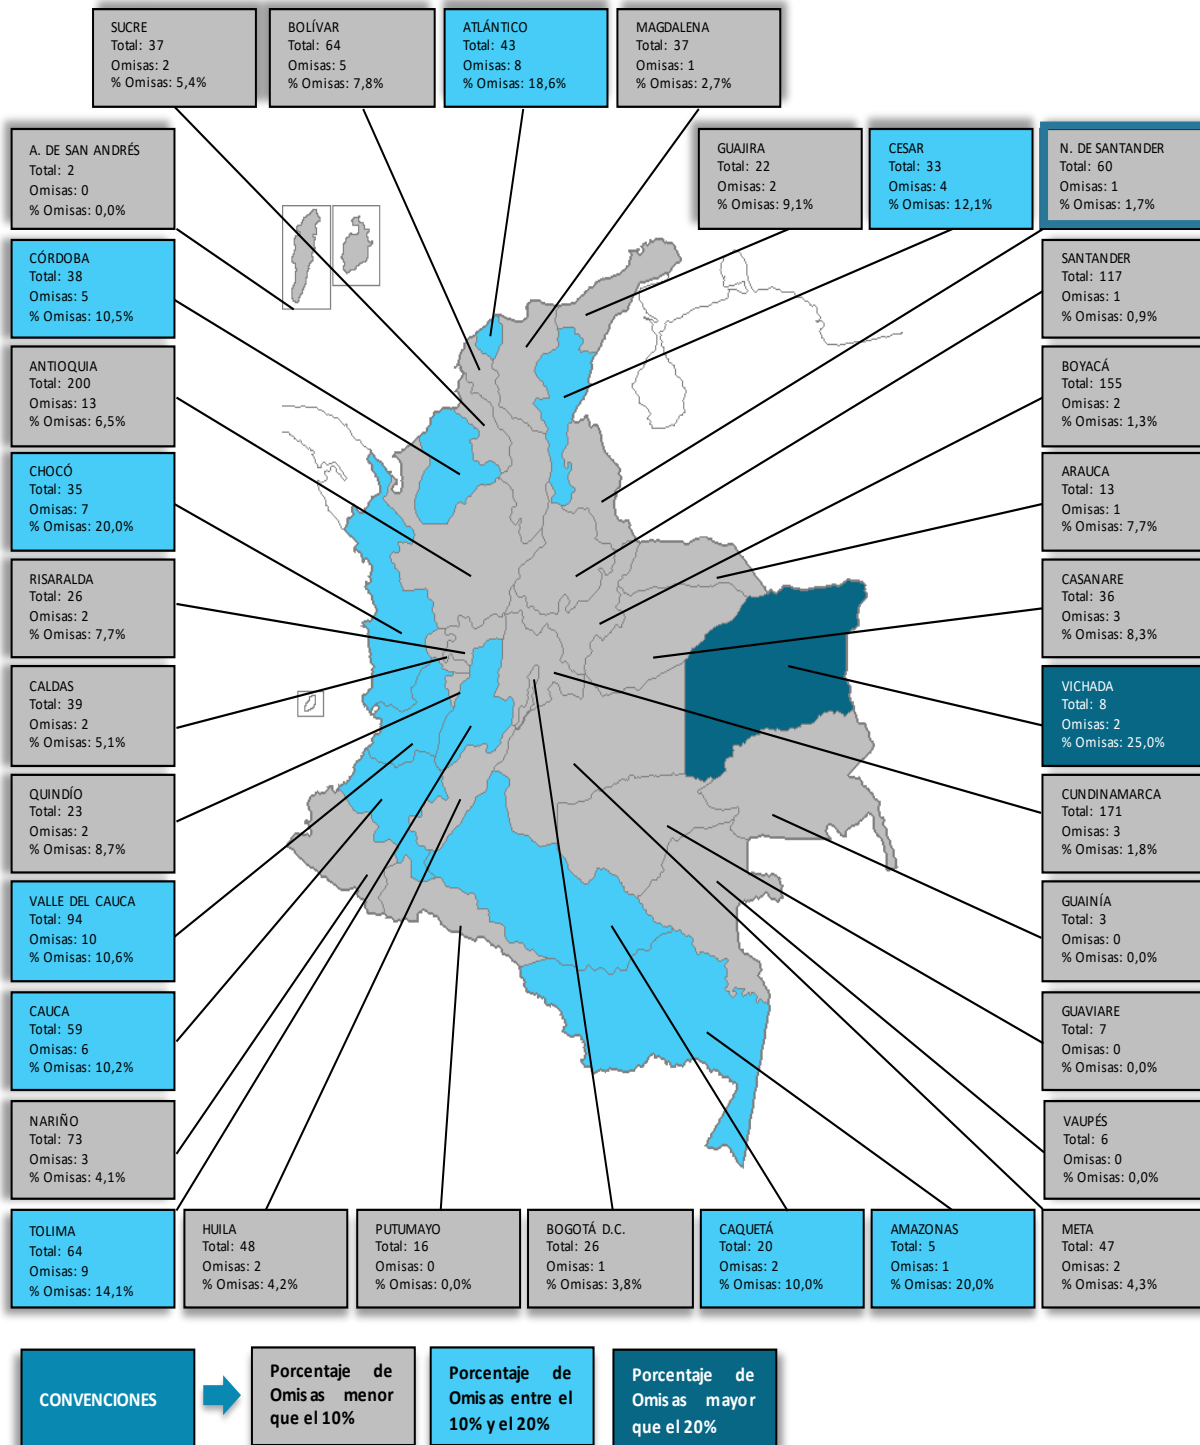 SUCRE
Total: 37
Omisas: 2
% Omisas: 5,4%
BOLÍVAR
Total: 64
Omisas: 5
% Omisas: 7,8%
ATLÁNTICO
Total: 43
Omisas: 8
% Omisas: 18,6%
MAGDALENA
Total: 37
Omisas: 1
% Omisas: 2,7%
A. DE SAN ANDRÉS
Total: 2
Omisas: 0
% Omisas: 0,0%
GUAJIRA
Total: 22
Omisas: 2
% Omisas: 9,1%
CESAR
Total: 33
Omisas: 4
% Omisas: 12,1%
N. DE SANTANDER
Total: 60
Omisas: 1
% Omisas: 1,7%
CÓRDOBA
Total: 38
Omisas: 5
% Omisas: 10,5%
SANTANDER
Total: 117
Omisas: 1
% Omisas: 0,9%
ANTIOQUIA
Total: 200
Omisas: 13
% Omisas: 6,5%
BOYACÁ
Total: 155
Omisas: 2
% Omisas: 1,3%
CHOCÓ
Total: 35
Omisas: 7
% Omisas: 20,0%
ARAUCA
Total: 13
Omisas: 1
% Omisas: 7,7%
RISARALDA
Total: 26
Omisas: 2
% Omisas: 7,7%
CASANARE
Total: 36
Omisas: 3
% Omisas: 8,3%
CALDAS
Total: 39
Omisas: 2
% Omisas: 5,1%
VICHADA
Total: 8
Omisas: 2
% Omisas: 25,0%
QUINDÍO
Total: 23
Omisas: 2
% Omisas: 8,7%
CUNDINAMARCA
Total: 171
Omisas: 3
% Omisas: 1,8%
VALLE DEL CAUCA
Total: 94
Omisas: 10
% Omisas: 10,6%
GUAINÍA
Total: 3
Omisas: 0
% Omisas: 0,0%
CAUCA
Total: 59
Omisas: 6
% Omisas: 10,2%
GUAVIARE
Total: 7
Omisas: 0
% Omisas: 0,0%
NARIÑO
Total: 73
Omisas: 3
% Omisas: 4,1%
VAUPÉS
Total: 6
Omisas: 0
% Omisas: 0,0%
TOLIMA
Total: 64
Omisas: 9
% Omisas: 14,1%
HUILA
Total: 48
Omisas: 2
% Omisas: 4,2%
PUTUMAYO
Total: 16
Omisas: 0
% Omisas: 0,0%
BOGOTÁ D.C.
Total: 26
Omisas: 1
% Omisas: 3,8%
CAQUETÁ
Total: 20
Omisas: 2
% Omisas: 10,0%
AMAZONAS
Total: 5
Omisas: 1
% Omisas: 20,0%
META
Total: 47
Omisas: 2
% Omisas: 4,3%
CONVENCIONES
Porcentaje de
Omisas menor
que el 10%
Porcentaje de
Omisas entre el
10% y el 20%
Porcentaje de
Omisas mayor
que el 20%